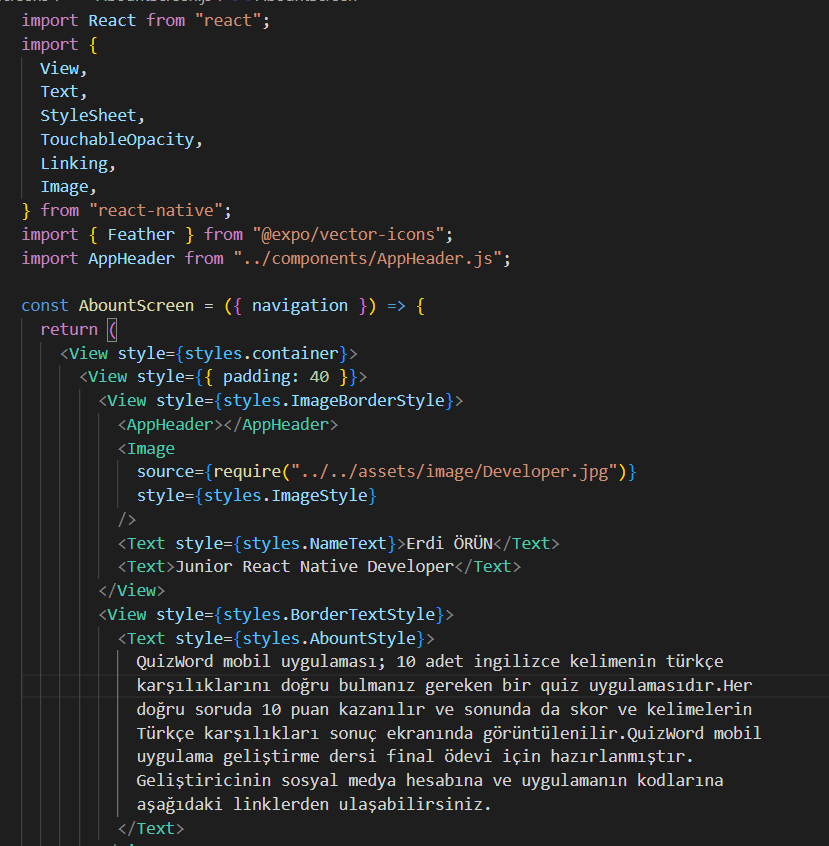 import React from "react";
import {
  View,
  Text,
  StyleSheet,
  TouchableOpacity,
  Linking,
  Image,
} from "react-native";
import { Feather } from "@expo/vector-icons";
import AppHeader from "../components/AppHeader.js";

const AbountScreen = ({ navigation }) => {
  return (
    <View style={styles.container}>
      <View style={{ padding: 40 }}>
        <View style={styles.ImageBorderStyle}>
          <AppHeader></AppHeader>
          <Image
            source={require("../../assets/image/Developer.jpg")}
            style={styles.ImageStyle}
          />
          <Text style={styles.NameText}>Erdi ÖRÜN</Text>
          <Text>Junior React Native Developer</Text>
        </View>
        <View style={styles.BorderTextStyle}>
          <Text style={styles.AbountStyle}>
            QuizWord mobil uygulaması; 10 adet ingilizce kelimenin türkçe
            karşılıklarını doğru bulmanız gereken bir quiz uygulamasıdır.Her
            doğru soruda 10 puan kazanılır ve sonunda da skor ve kelimelerin
            Türkçe karşılıkları sonuç ekranında görüntülenilir.QuizWord mobil
            uygulama geliştirme dersi final ödevi için hazırlanmıştır.
            Geliştiricinin sosyal medya hesabına ve uygulamanın kodlarına
            aşağıdaki linklerden ulaşabilirsiniz.
          </Text>